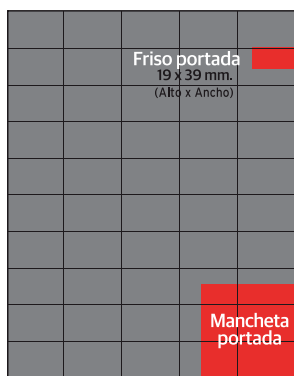 Friso portada
19 x 39 mm.
(Alto x Ancho)
Mancheta
portada